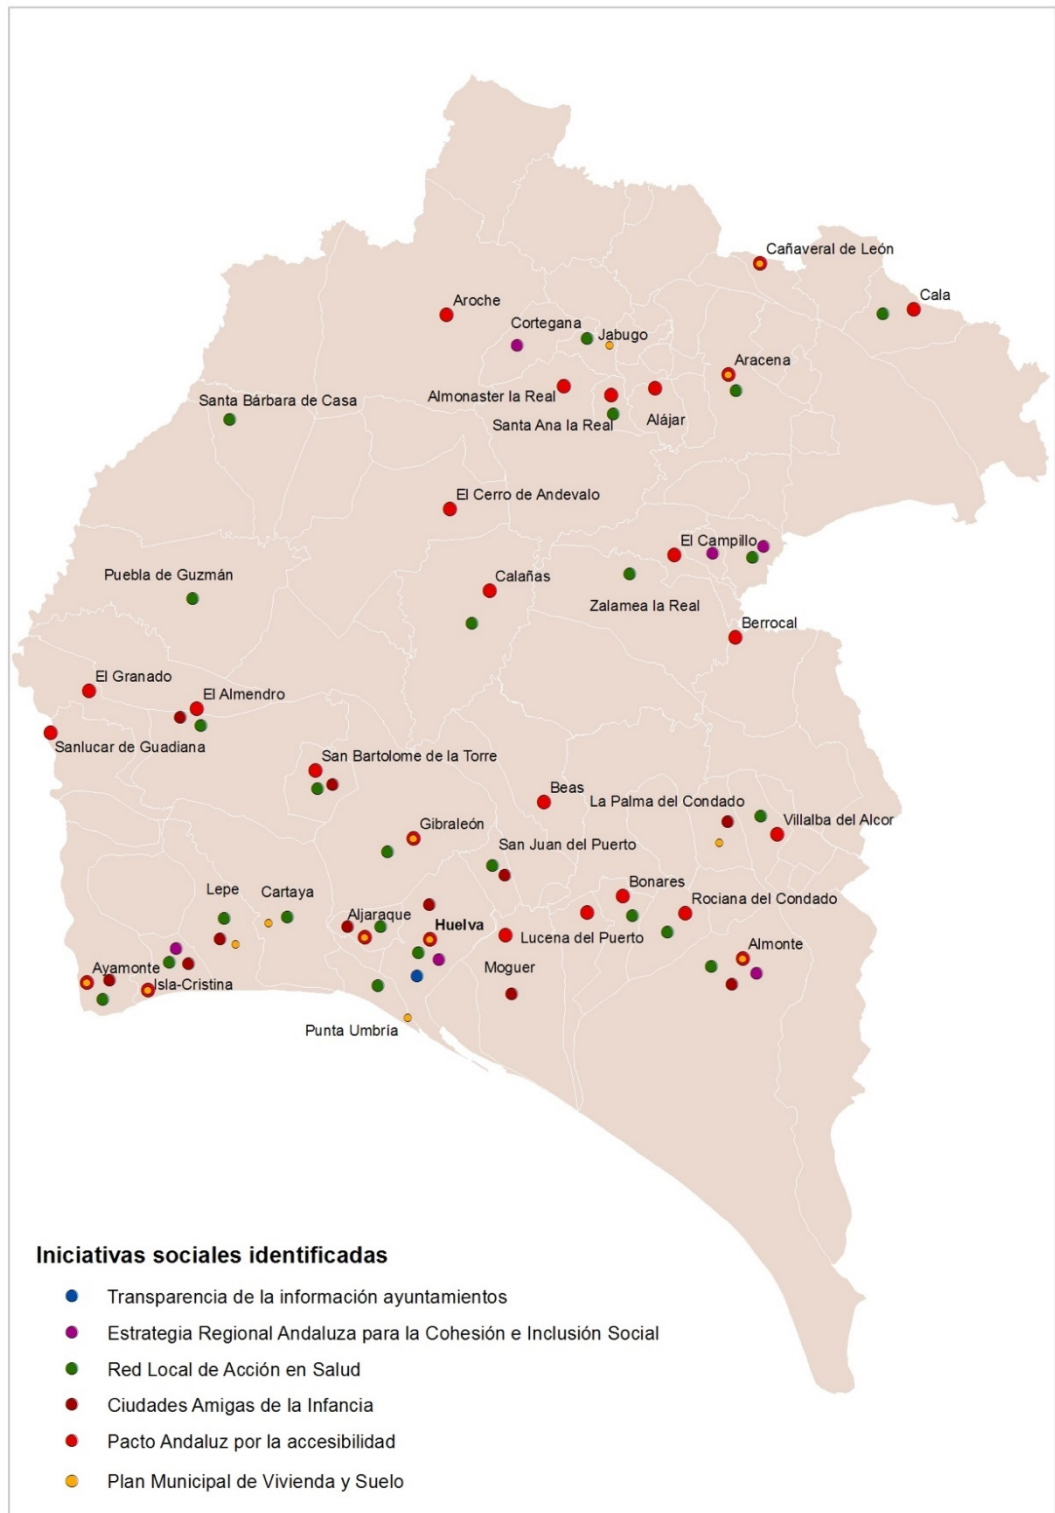 Cañaveral de León
Cala
Aroche
Cortegana
Jabugo
Aracena
Almonaster la Real
Santa Bárbara de Casa
Alájar
Santa Ana la Real
El Cerro de Andevalo
El Campillo
Puebla de Guzmán
Calañas
Zalamea la Real
Berrocal
El Granado
El Almendro
Sanlucar de Guadiana
San Bartolome de la Torre
Beas
La Palma del Condado
Villalba del Alcor
Gibraleón
San Juan del Puerto
Bonares
Lepe
Cartaya
Rociana del Condado
Aljaraque
Huelva
Lucena del Puerto
Almonte
Ayamonte
Moguer
Isla-Cristina
Punta Umbría
Iniciativas sociales identificadas
Transparencia de la información ayuntamientos
Estrategia Regional Andaluza para la Cohesión e Inclusión Social
Red Local de Acción en Salud
Ciudades Amigas de la Infancia
Pacto Andaluz por la accesibilidad
Plan Municipal de Vivienda y Suelo